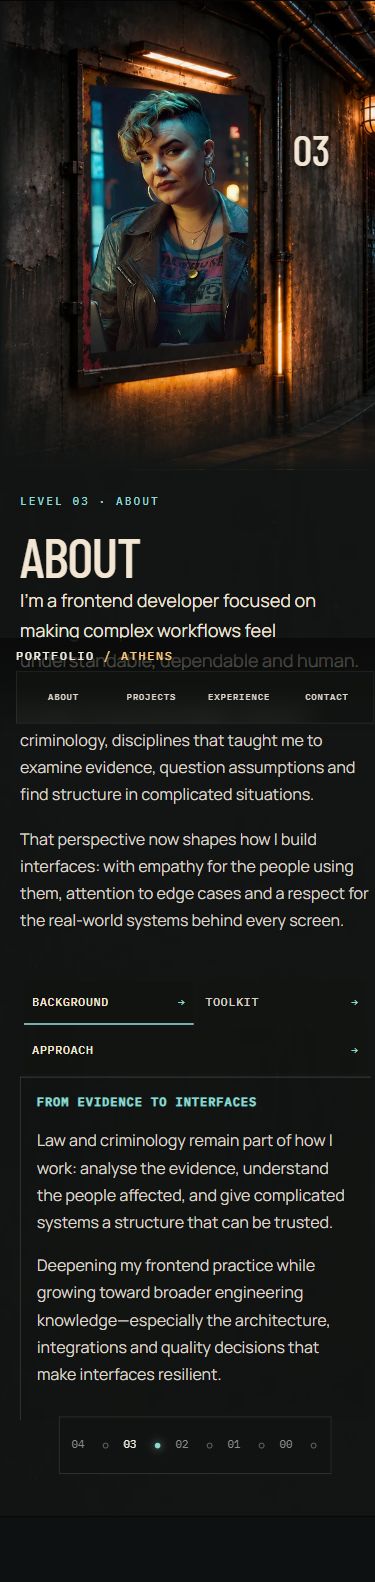 03
LEVEL 03 · ABOUT
ABOUT
I'm a frontend developer focused on
making complex workflows feel
understandable, dependable and human.
PORTFOLIO / ATHENS
ABOUT PROJECTS EXPERIENCE CONTACT
criminology, disciplines that taught me to
examine evidence, question assumptions and
find structure in complicated situations.
That perspective now shapes how I build
interfaces: with empathy for the people using
them, attention to edge cases and a respect for
the real-world systems behind every screen.
BACKGROUND → TOOLKIT →
APPROACH →
FROM EVIDENCE TO INTERFACES
Law and criminology remain part of how I
work: analyse the evidence, understand
the people affected, and give complicated
systems a structure that can be trusted.
Deepening my frontend practice while
growing toward broader engineering
knowledge—especially the architecture,
integrations and quality decisions that
make interfaces resilient.
04 03 02 01 00